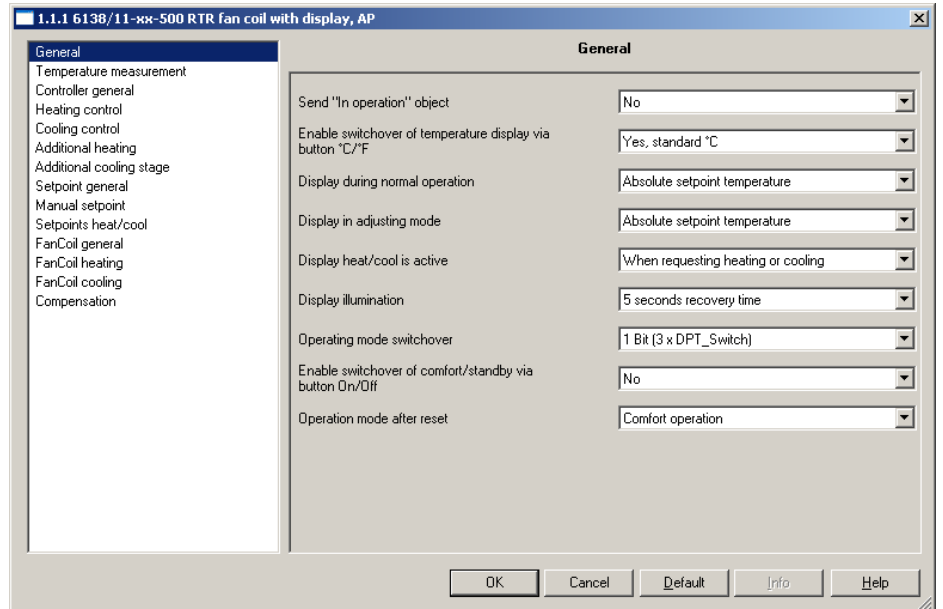 1.1.1 6138/11-xx-500 RTR fan coil with display, AP
General
Temperature measurement
Controller general
Heating control
Cooling control
Additional heating
Additional cooling stage
Setpoint general
Manual setpoint
Setpoints heat/cool
FanCoil general
FanCoil heating
FanCoil cooling
Compensation
General
Send "In operation" object
No
Enable switchover of temperature display via
button °C/°F
Yes, standard °C
Display during normal operation
Absolute setpoint temperature
Display in adjusting mode
Absolute setpoint temperature
Display heat/cool is active
When requesting heating or cooling
Display illumination
5 seconds recovery time
Operating mode switchover
1 Bit (3 x DPT_Switch)
Enable switchover of comfort/standby via
button On/Off
No
Operation mode after reset
Comfort operation
OK
Cancel
Default
Info
Help